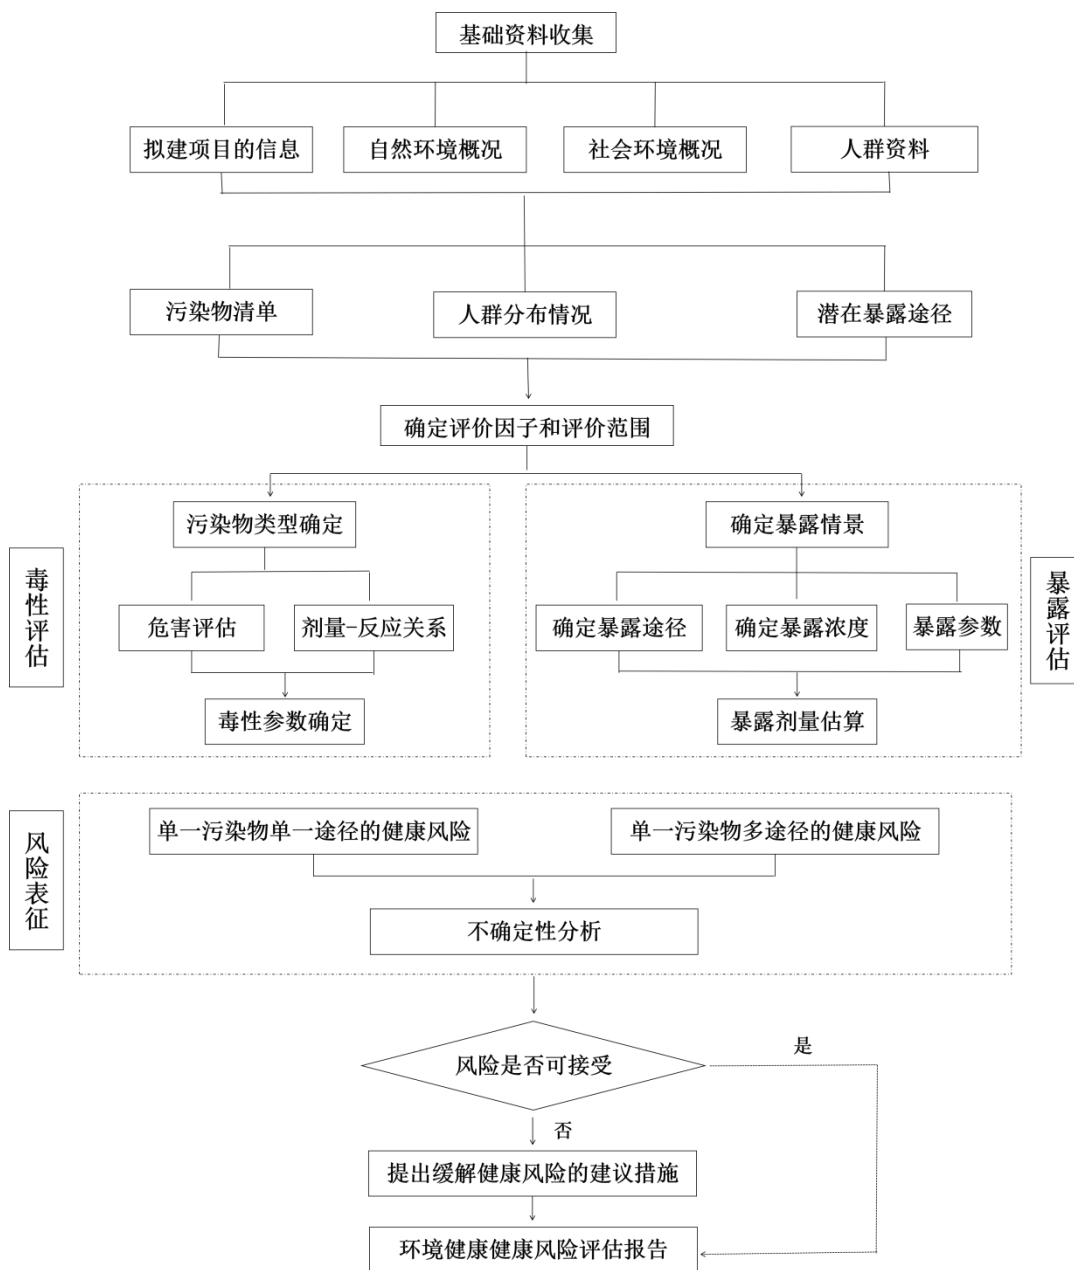 基础资料收集
拟建项目的信息
自然环境概况
社会环境概况
人群资料
污染物清单
人群分布情况
潜在暴露途径
确定评价因子和评价范围
毒性评估
污染物类型确定
危害评估
剂量-反应关系
毒性参数确定
确定暴露情景
确定暴露途径
确定暴露浓度
暴露参数
暴露剂量估算
暴露评估
风险表征
单一污染物单一途径的健康风险
单一污染物多途径的健康风险
不确定性分析
风险是否可接受
是
否
提出缓解健康风险的建议措施
环境健康健康风险评估报告